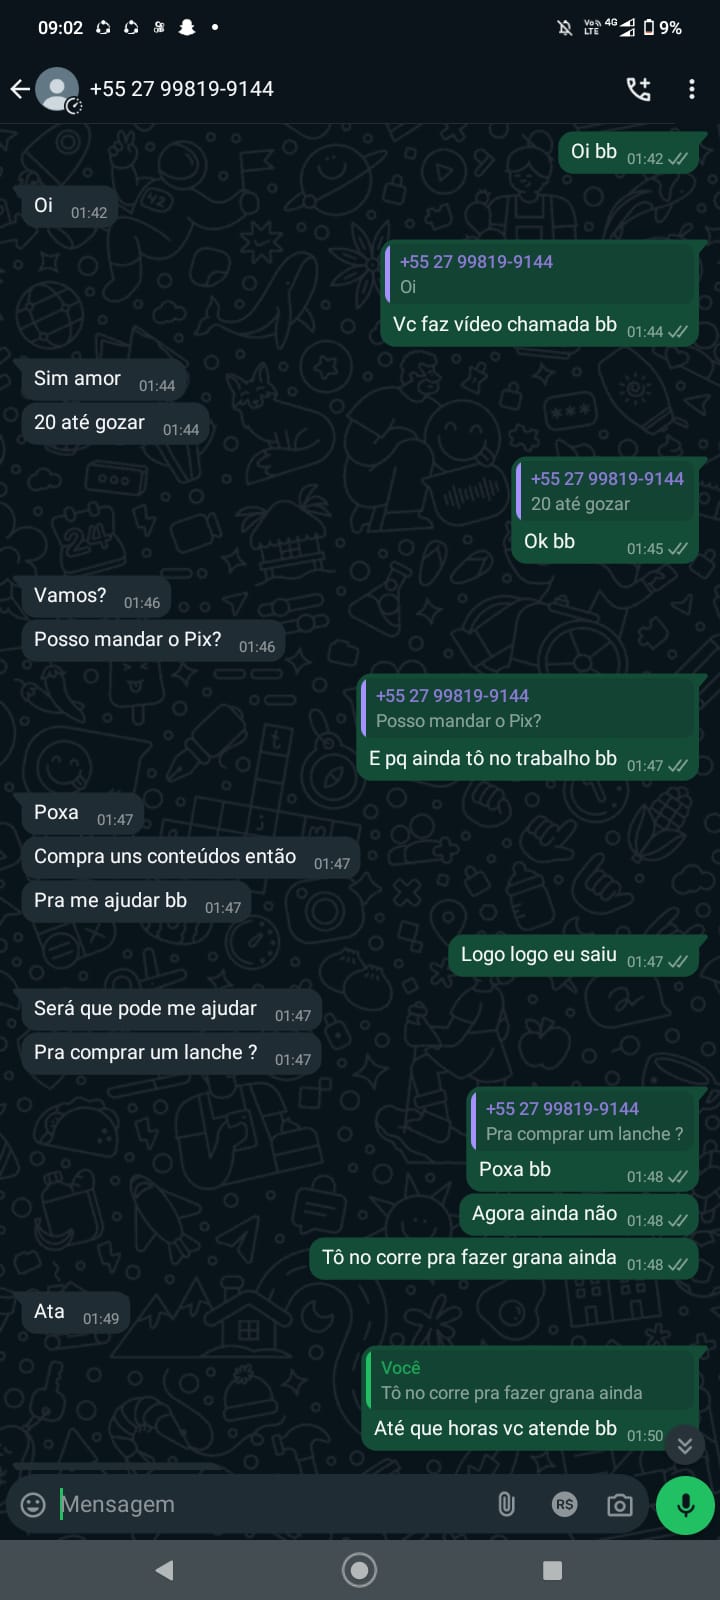 09:02
Vo LTE 4G 9%
+55 27 99819-9144
Oi bb 01:42
Oi 01:42
+55 27 99819-9144
Oi
Vc faz vídeo chamada bb 01:44
Sim amor 01:44
20 até gozar 01:44
+55 27 99819-9144
20 até gozar
Ok bb 01:45
Vamos? 01:46
Posso mandar o Pix? 01:46
+55 27 99819-9144
Posso mandar o Pix?
E pq ainda tô no trabalho bb 01:47
Poxa 01:47
Compra uns conteúdos então 01:47
Pra me ajudar bb 01:47
Logo logo eu saiu 01:47
Será que pode me ajudar 01:47
Pra comprar um lanche ? 01:47
+55 27 99819-9144
Pra comprar um lanche ?
Poxa bb 01:48
Agora ainda não 01:48
Tô no corre pra fazer grana ainda 01:48
Ata 01:49
Você
Tô no corre pra fazer grana ainda
Até que horas vc atende bb 01:50
Mensagem R$